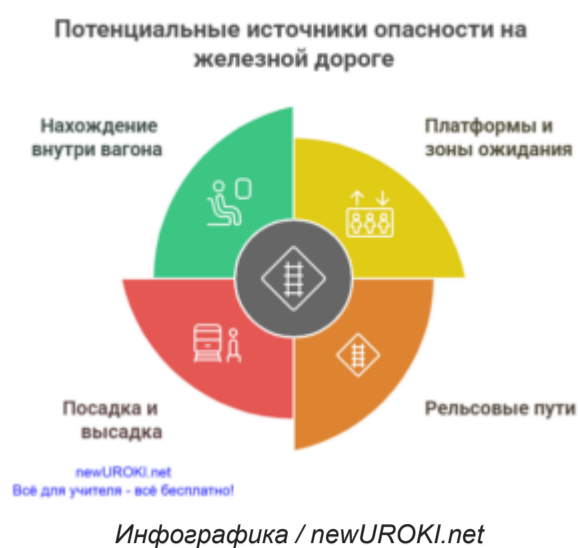 Потенциальные источники опасности на
железной дороге
Нахождение
внутри вагона
Платформы и
зоны ожидания
Посадка и
высадка
Рельсовые пути
newUROKI.net
Всё для учителя - всё бесплатно!
Инфографика / newUROKI.net